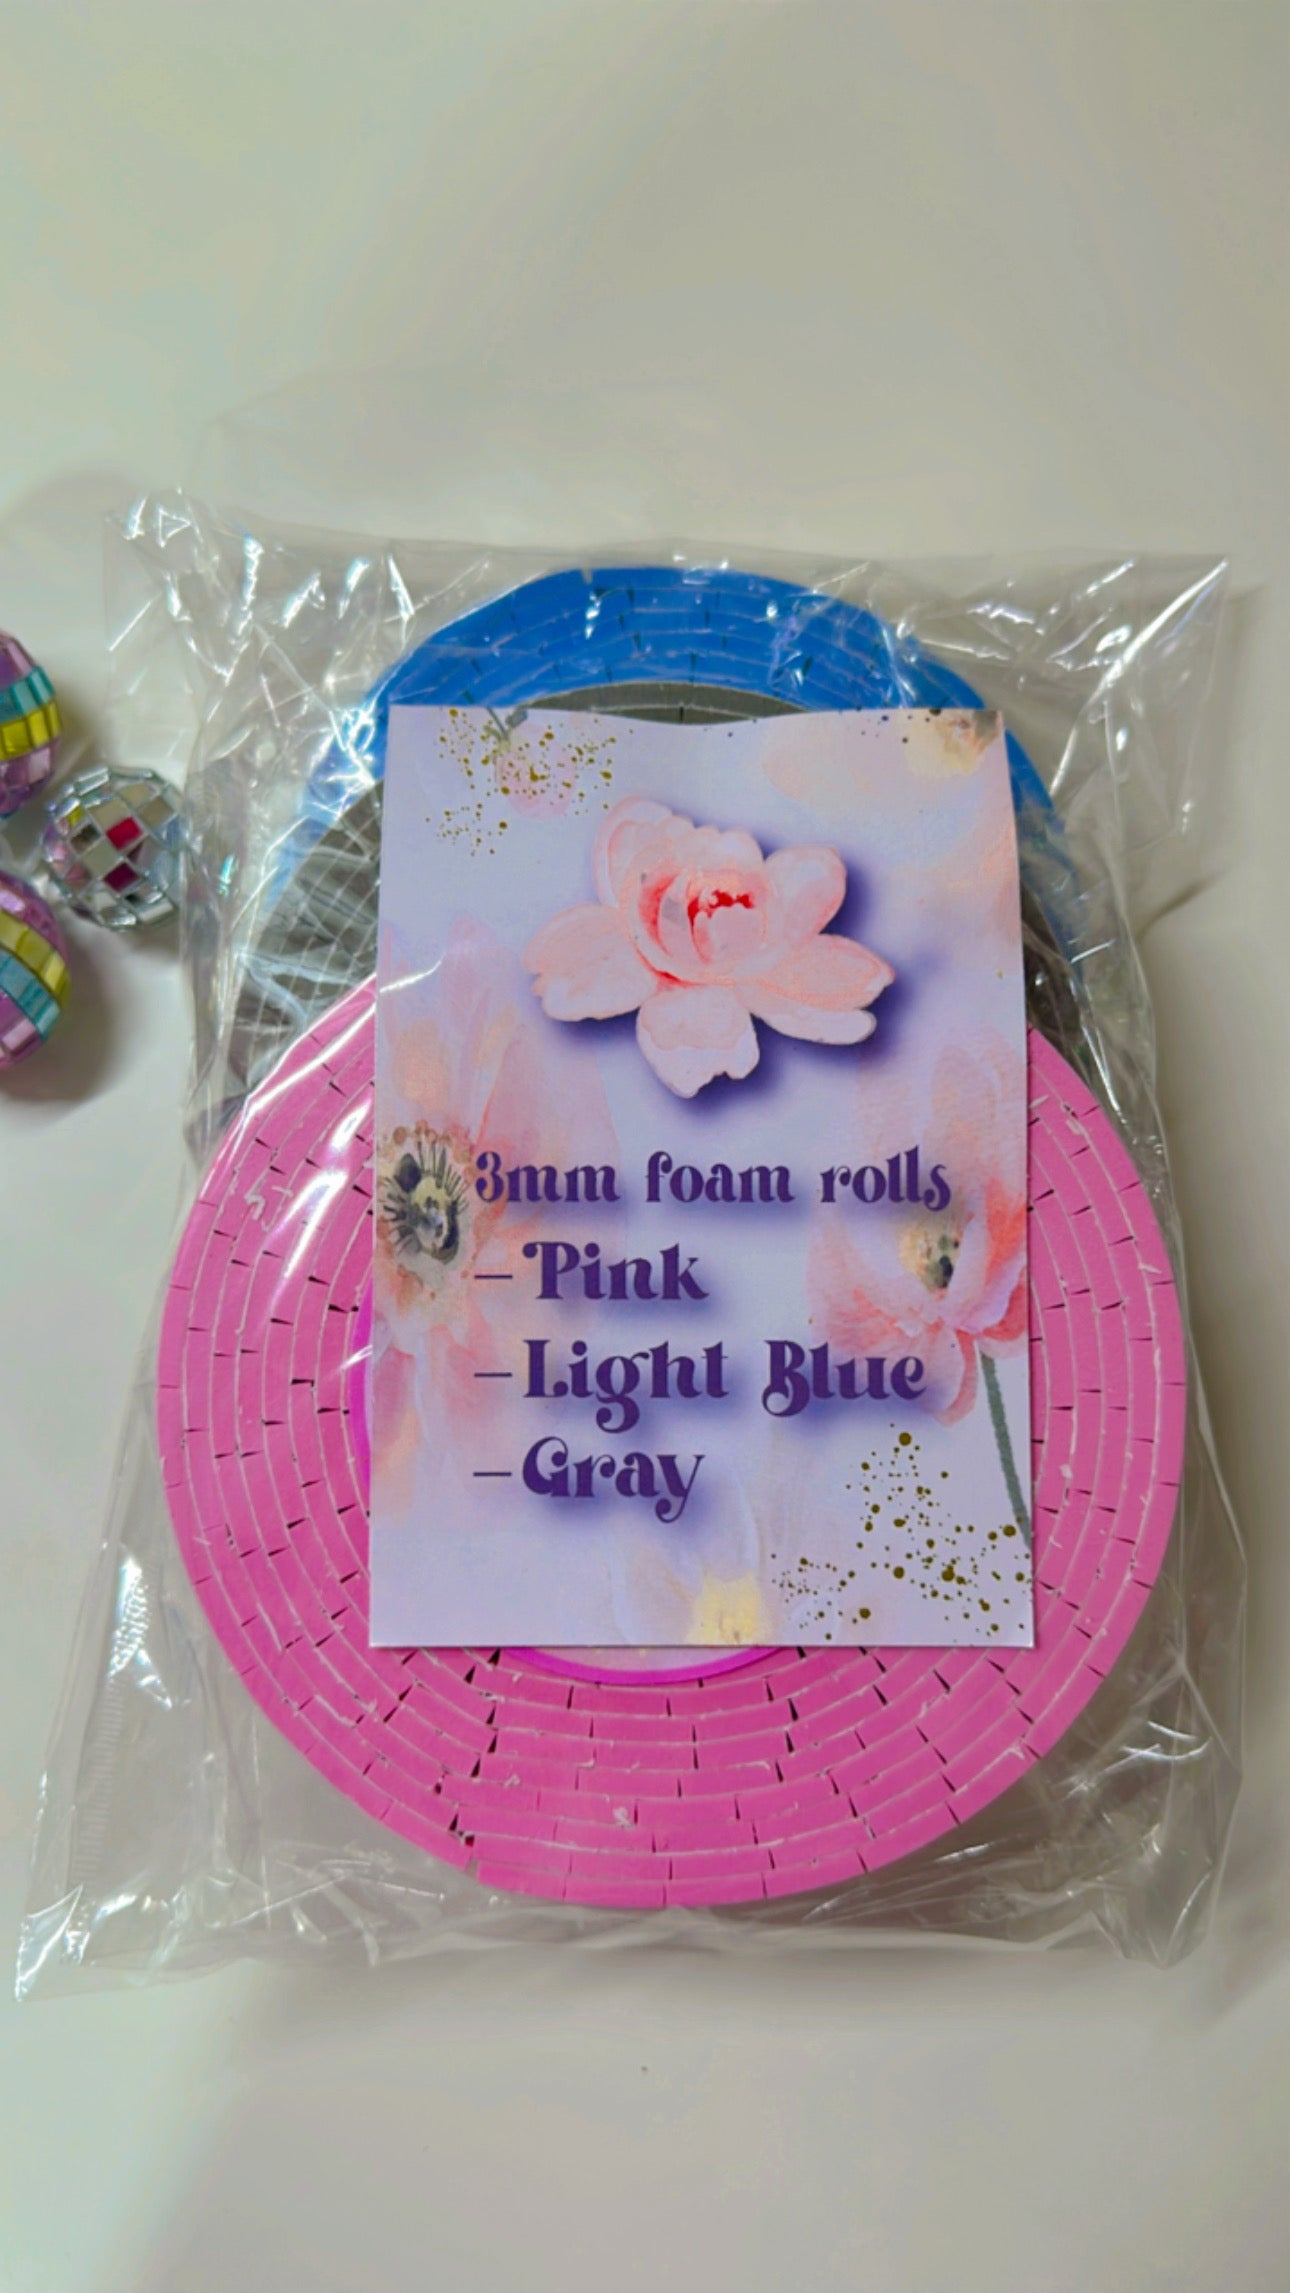 3mm foam rolls
–Pink
–Light Blue
–Gray